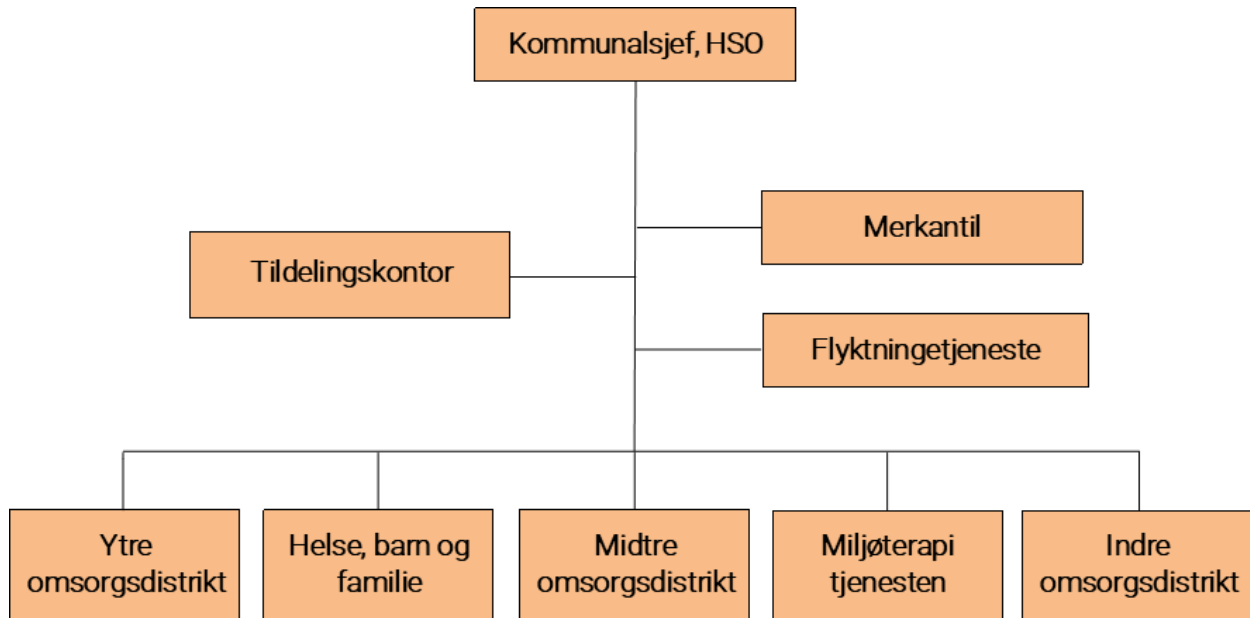 Kommunalsjef, HSO
Merkantil
Tildelingskontor
Flyktningetjeneste
Ytre
omsorgsdistrikt
Helse, barn og
familie
Midtre
omsorgsdistrikt
Miljøterapi
tjenesten
Indre
omsorgsdistrikt